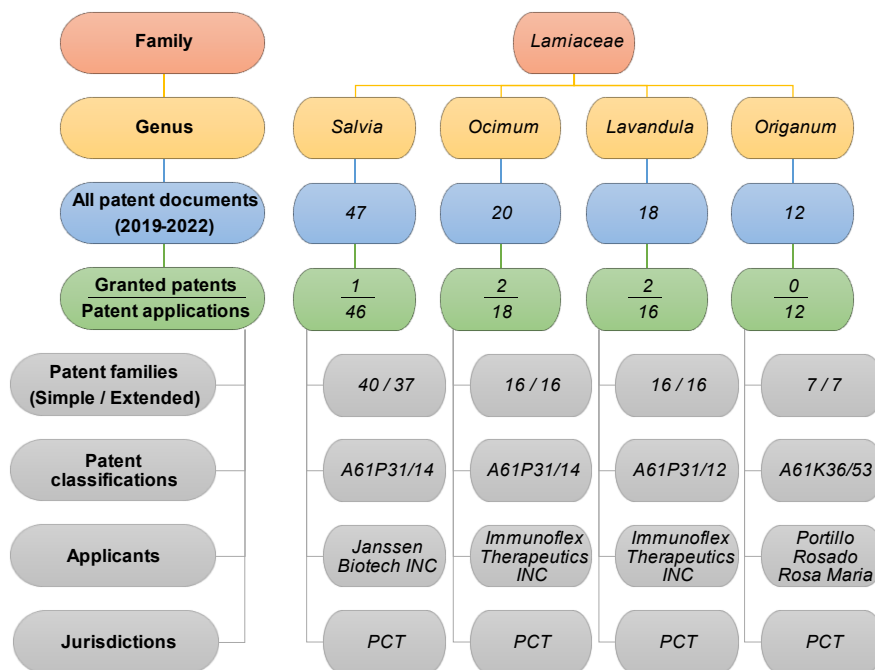 Family
Lamiaceae
Genus
Salvia
Ocimum
Lavandula
Origanum
All patent documents
(2019-2022)
47
20
18
12
Granted patents
Patent applications
1
46
2
18
2
16
0
12
Patent families
(Simple / Extended)
40 / 37
16 / 16
16 / 16
7 / 7
Patent
classifications
A61P31/14
A61P31/14
A61P31/12
A61K36/53
Applicants
Janssen
Biotech INC
Immunoflex
Therapeutics
INC
Immunoflex
Therapeutics
INC
Portillo
Rosado
Rosa Maria
Jurisdictions
PCT
PCT
PCT
PCT